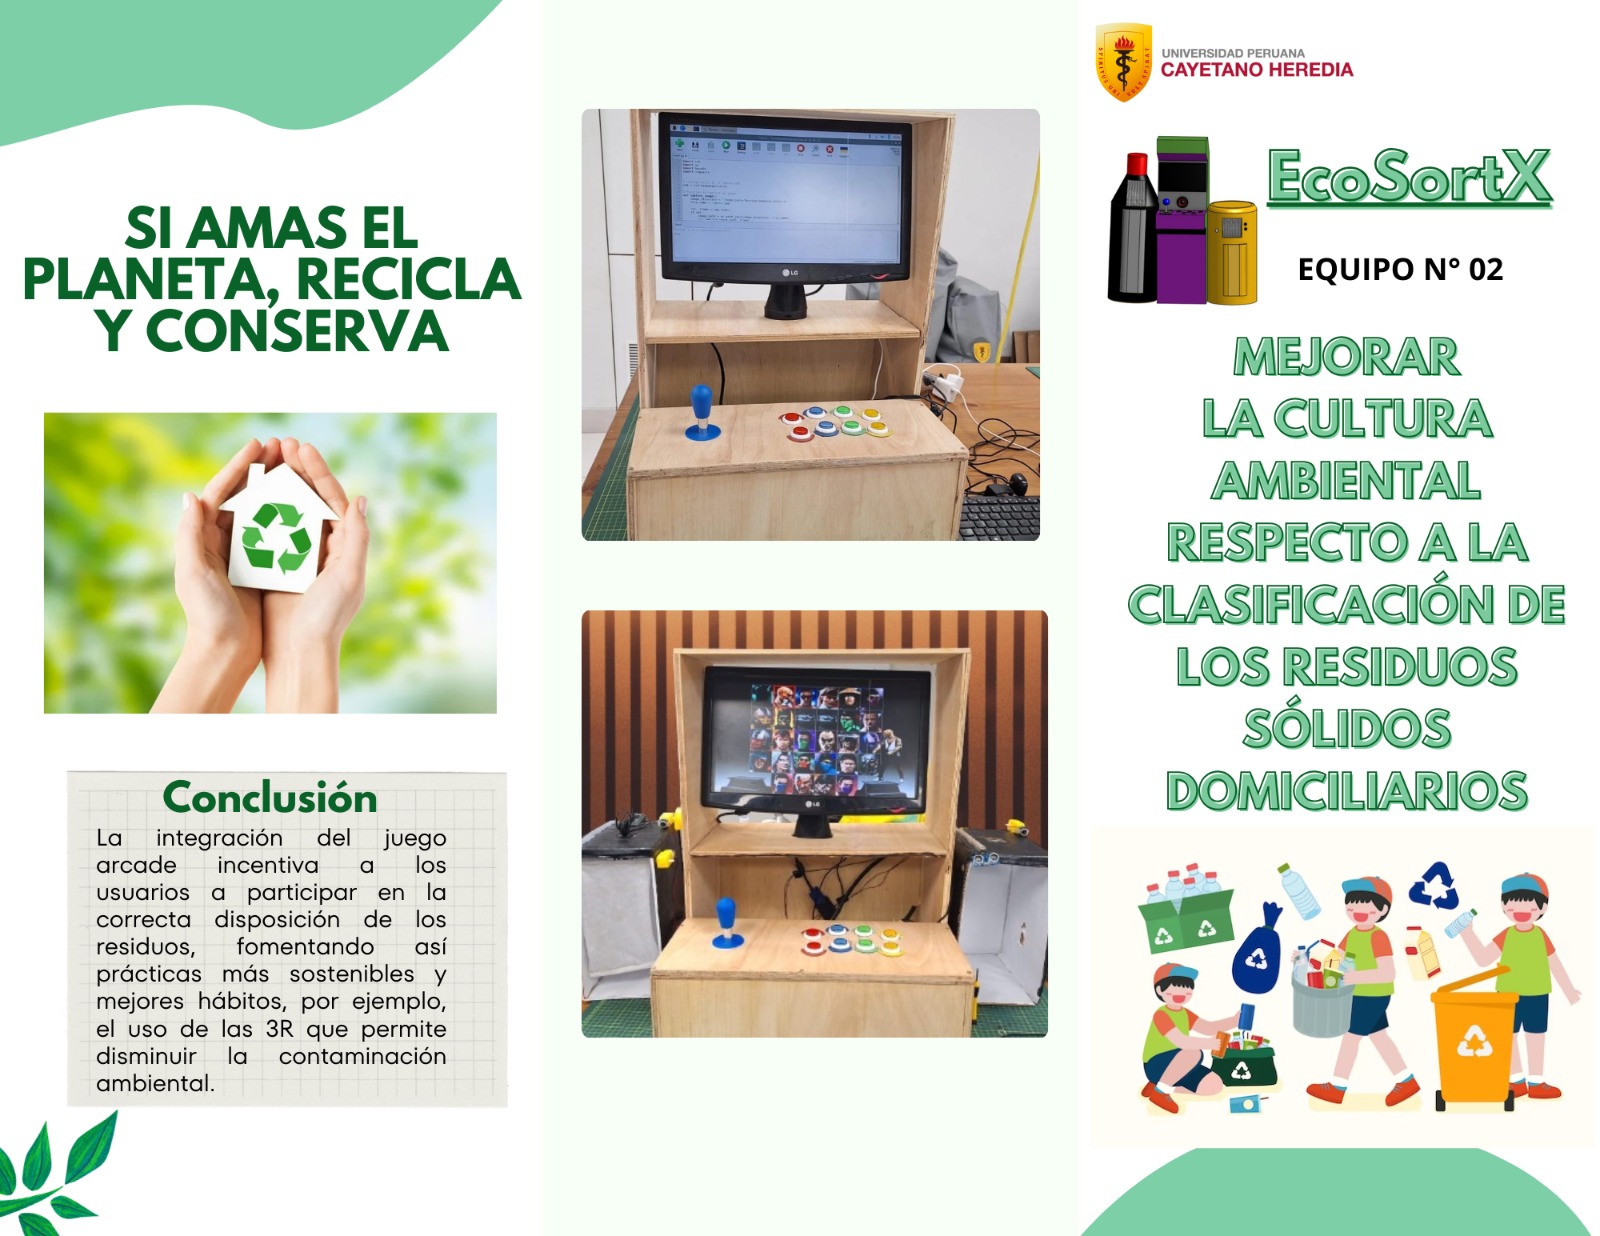 SI AMAS EL
PLANETA, RECICLA
Y CONSERVA
Conclusión
La integración del juego
arcade incentiva a los
usuarios a participar en la
correcta disposición de los
residuos, fomentando así
prácticas más sostenibles y
mejores hábitos, por ejemplo,
el uso de las 3R que permite
disminuir la contaminación
ambiental.
LG
LG
UNIVERSIDAD PERUANA
CAYETANO HEREDIA
EcoSortX
EQUIPO N° 02
MEJORAR
LA CULTURA
AMBIENTAL
RESPECTO A LA
CLASIFICACIÓN DE
LOS RESIDUOS
SÓLIDOS
DOMICILIARIOS